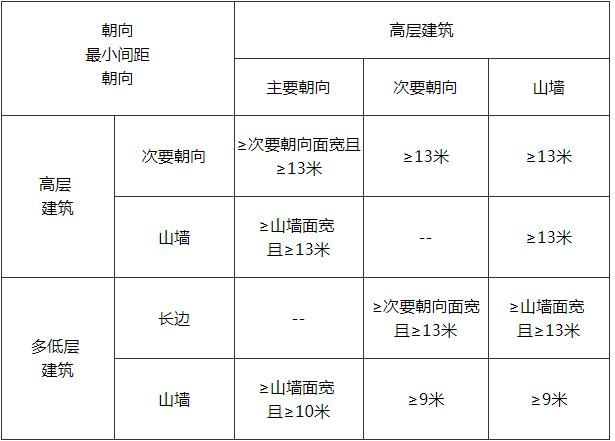 朝向
最小间距
朝向
高层建筑
主要朝向
次要朝向
山墙
高层
建筑
次要朝向
≥次要朝向面宽且
≥13米
≥13米
≥13米
山墙
≥山墙面宽
且≥13米
--
≥13米
多低层
建筑
长边
--
≥次要朝向面宽
且≥13米
≥山墙面宽
且≥13米
山墙
≥山墙面宽
且≥10米
≥9米
≥9米